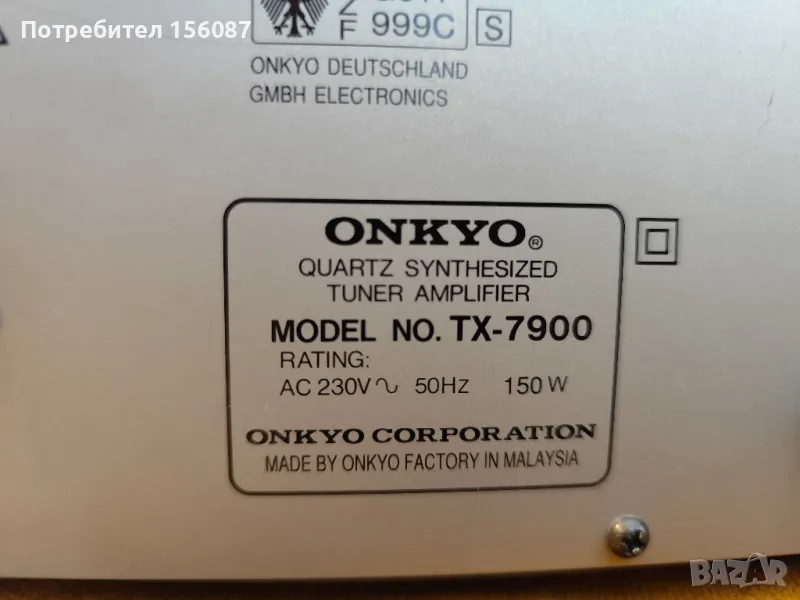 Потребител 156087
F 999C S
ONKYO DEUTSCHLAND
GMBH ELECTRONICS
ONKYO®
QUARTZ SYNTHESIZED
TUNER AMPLIFIER
MODEL NO. TX-7900
RATING:
AC 230V ~ 50Hz 150 W
ONKYO CORPORATION
MADE BY ONKYO FACTORY IN MALAYSIA
BAZAR